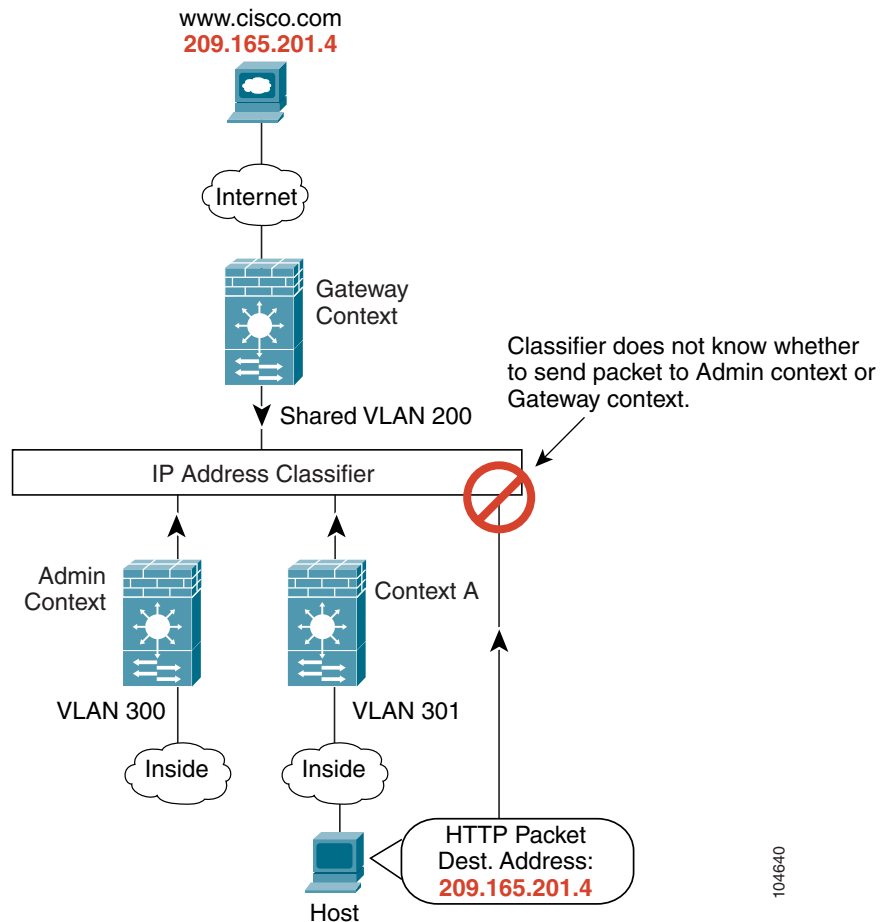 www.cisco.com
209.165.201.4
Internet
Gateway
Context
Classifier does not know whether
to send packet to Admin context or
Gateway context.
Shared VLAN 200
IP Address Classifier
Admin
Context
Context A
VLAN 300
VLAN 301
Inside
Inside
HTTP Packet
Dest. Address:
209.165.201.4
Host
104640